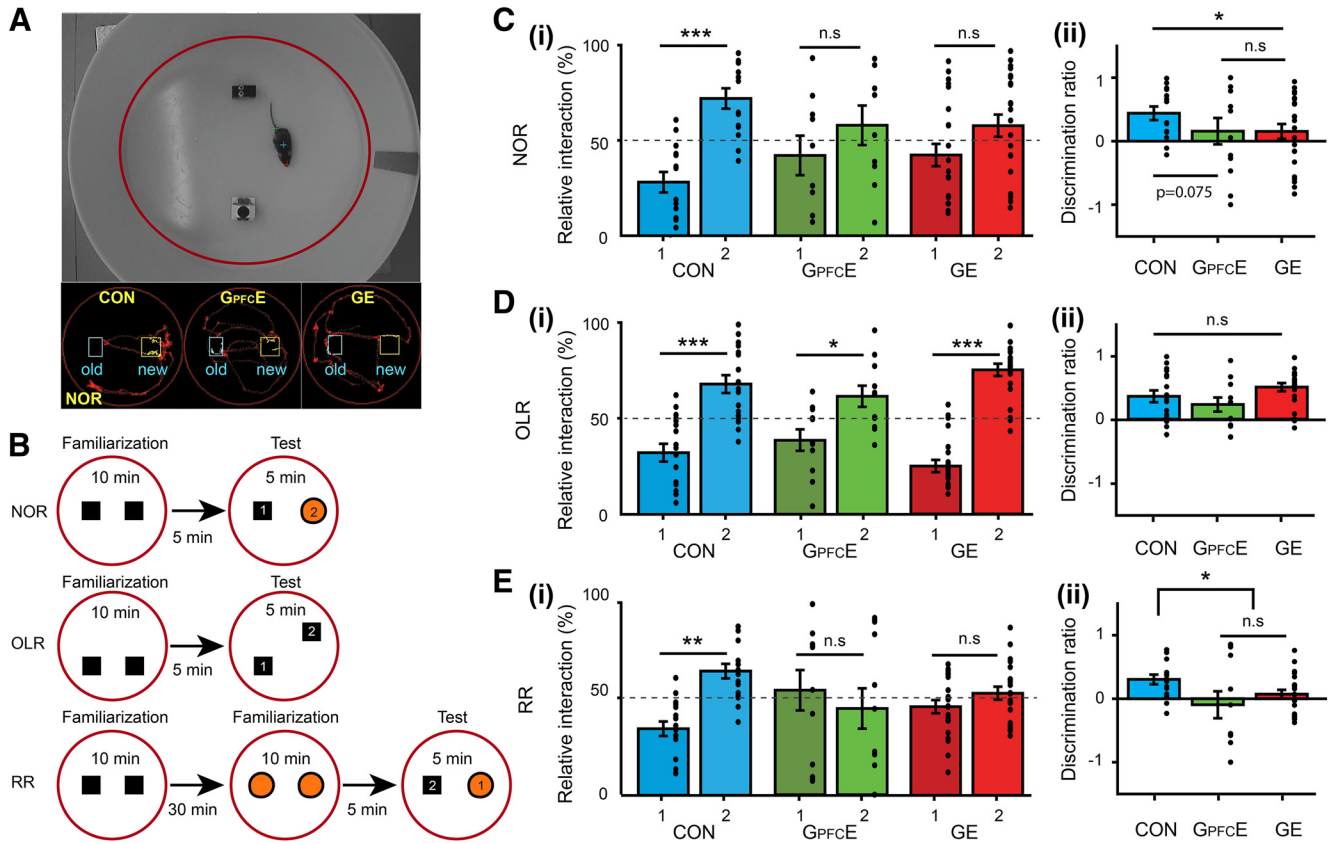 A
CON
GPFCE
GE
old
new
old
new
old
new
NOR
B
Familiarization
Test
10 min
5 min
NOR
1
2
5 min
Familiarization
Test
10 min
5 min
OLR
2
1
5 min
Familiarization
Familiarization
Test
10 min
10 min
5 min
RR
2
1
30 min
5 min
C
(i)
NOR
Relative interaction (%)
100
50
0
***
n.s
n.s
1 2 1 2 1 2
CON GPFCE GE
(ii)
Discrimination ratio
1
0
-1
*
n.s
p=0.075
CON GPFCE GE
D
(i)
OLR
Relative interaction (%)
100
50
0
***
*
***
1 2 1 2 1 2
CON GPFCE GE
(ii)
Discrimination ratio
1
0
-1
n.s
CON GPFCE GE
E
(i)
RR
Relative interaction (%)
100
50
0
**
n.s
n.s
1 2 1 2 1 2
CON GPFCE GE
(ii)
Discrimination ratio
1
0
-1
*
n.s
CON GPFCE GE